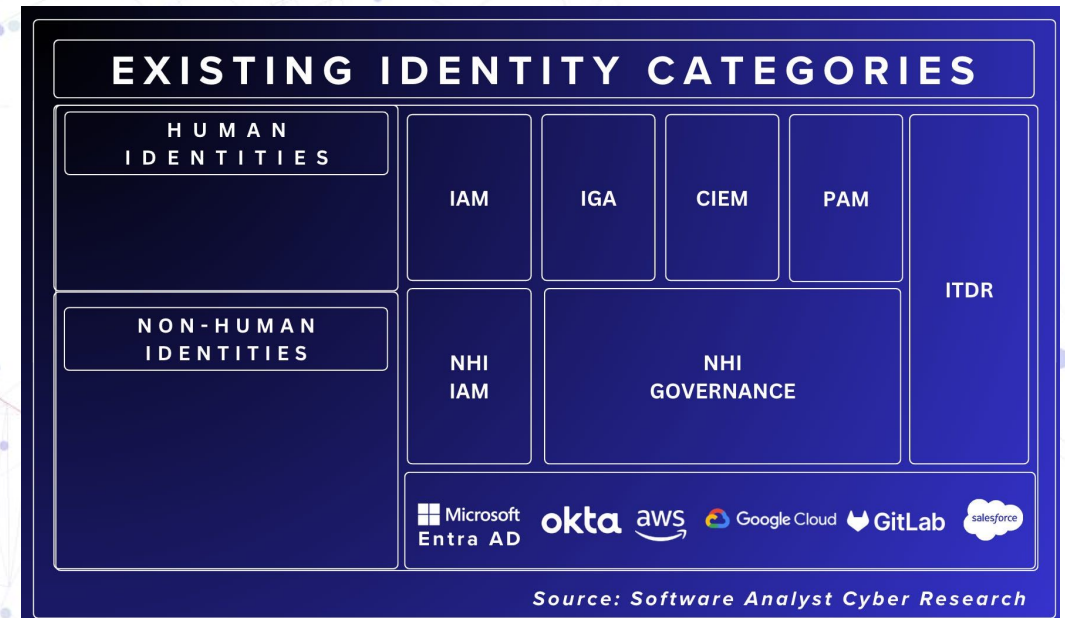 EXISTING IDENTITY CATEGORIES
HUMAN
IDENTITIES
IAM
IGA
CIEM
PAM
ITDR
NON-HUMAN
IDENTITIES
NHI
IAM
NHI
GOVERNANCE
Microsoft
Entra AD
okta
aws
Google Cloud
GitLab
salesforce
Source: Software Analyst Cyber Research